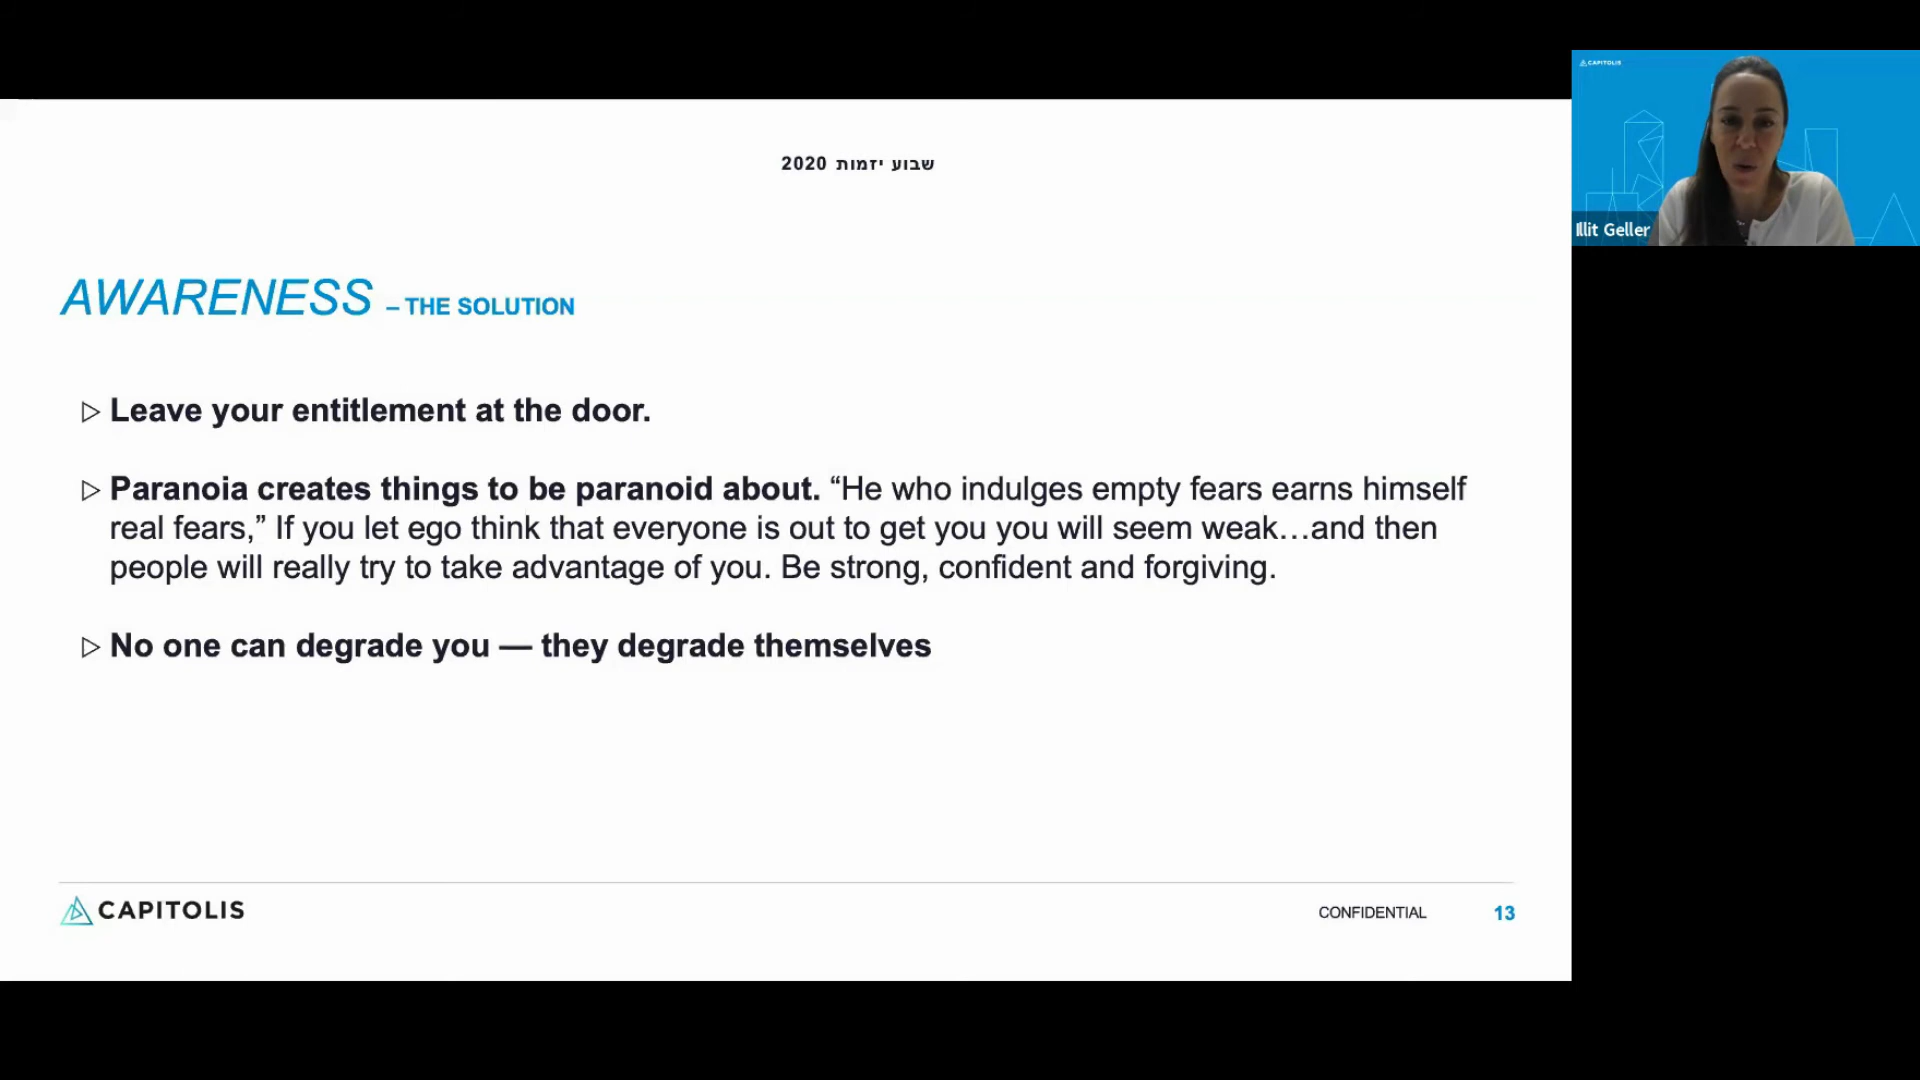 שבוע יזמות 2020
AWARENESS – THE SOLUTION
▷ Leave your entitlement at the door.
▷ Paranoia creates things to be paranoid about. “He who indulges empty fears earns himself
real fears,” If you let ego think that everyone is out to get you you will seem weak…and then
people will really try to take advantage of you. Be strong, confident and forgiving.
▷ No one can degrade you — they degrade themselves
CAPITOLIS
CONFIDENTIAL
13
CAPITOLIS
Illit Geller